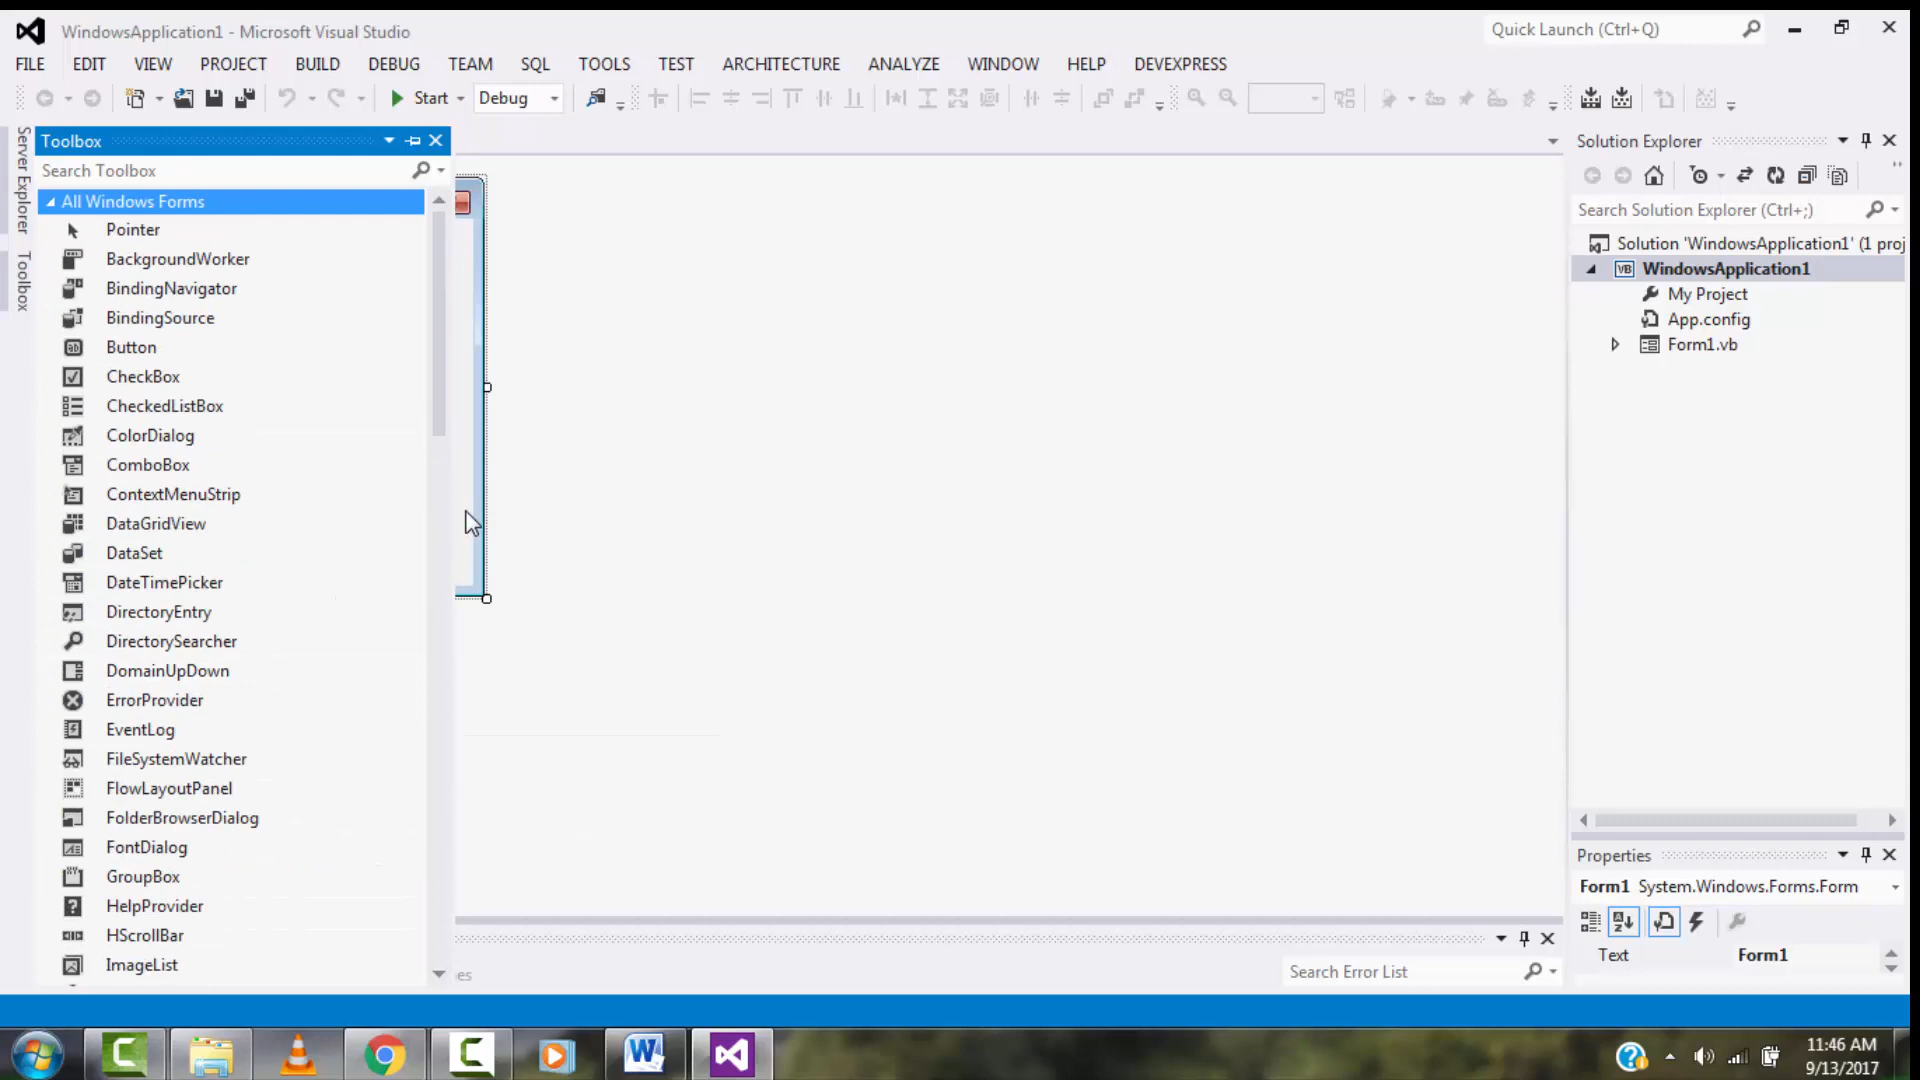 WindowsApplication1 - Microsoft Visual Studio
Quick Launch (Ctrl+Q)
FILE EDIT VIEW PROJECT BUILD DEBUG TEAM SQL TOOLS TEST ARCHITECTURE ANALYZE WINDOW HELP DEVEXPRESS
Start Debug
Server Explorer
Toolbox
Toolbox
Search Toolbox
All Windows Forms
Pointer
BackgroundWorker
BindingNavigator
BindingSource
Button
CheckBox
CheckedListBox
ColorDialog
ComboBox
ContextMenuStrip
DataGridView
DataSet
DateTimePicker
DirectoryEntry
DirectorySearcher
DomainUpDown
ErrorProvider
EventLog
FileSystemWatcher
FlowLayoutPanel
FolderBrowserDialog
FontDialog
GroupBox
HelpProvider
HScrollBar
ImageList
es
Search Error List
Solution Explorer
Search Solution Explorer (Ctrl+;)
Solution 'WindowsApplication1' (1 proj
VB WindowsApplication1
My Project
App.config
Form1.vb
Properties
Form1 System.Windows.Forms.Form
Text Form1
11:46 AM
9/13/2017